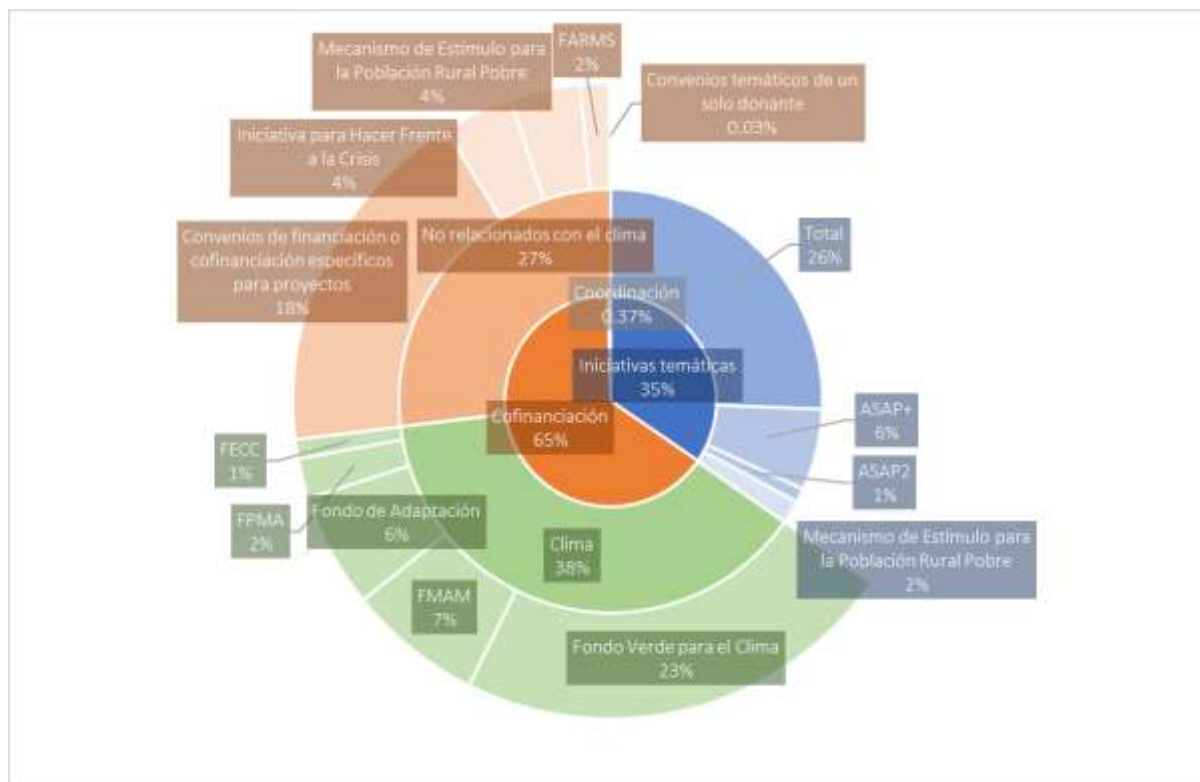 Mecanismo de Estímulo para
la Población Rural Pobre
4%
FARMS
2%
Convenios temáticos de un
solo donante
0.03%
Iniciativa para Hacer Frente
a la Crisis
4%
Convenios de financiación o
cofinanciación específicos
para proyectos
18%
No relacionados con el clima
27%
Total
26%
Coordinación
0.37%
Iniciativas temáticas
35%
Cofinanciación
65%
ASAP+
6%
ASAP2
1%
Mecanismo de Estímulo para
la Población Rural Pobre
2%
FECC
1%
FPMA
2%
Fondo de Adaptación
6%
Clima
38%
FMAM
7%
Fondo Verde para el Clima
23%